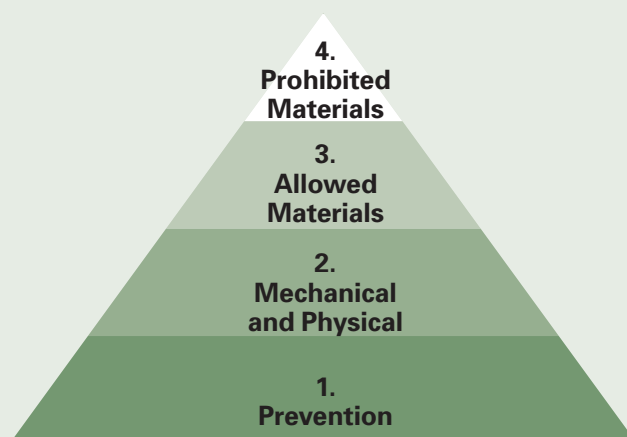 4.
Prohibited
Materials
3.
Allowed
Materials
2.
Mechanical
and Physical
1.
Prevention